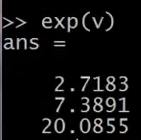 >> exp(v)
ans =
2.7183
7.3891
20.0855